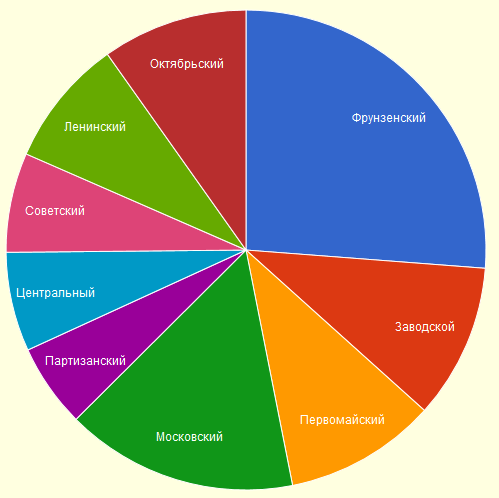 Октябрьский
Фрунзенский
Ленинский
Советский
Центральный
Заводской
Партизанский
Первомайский
Московский